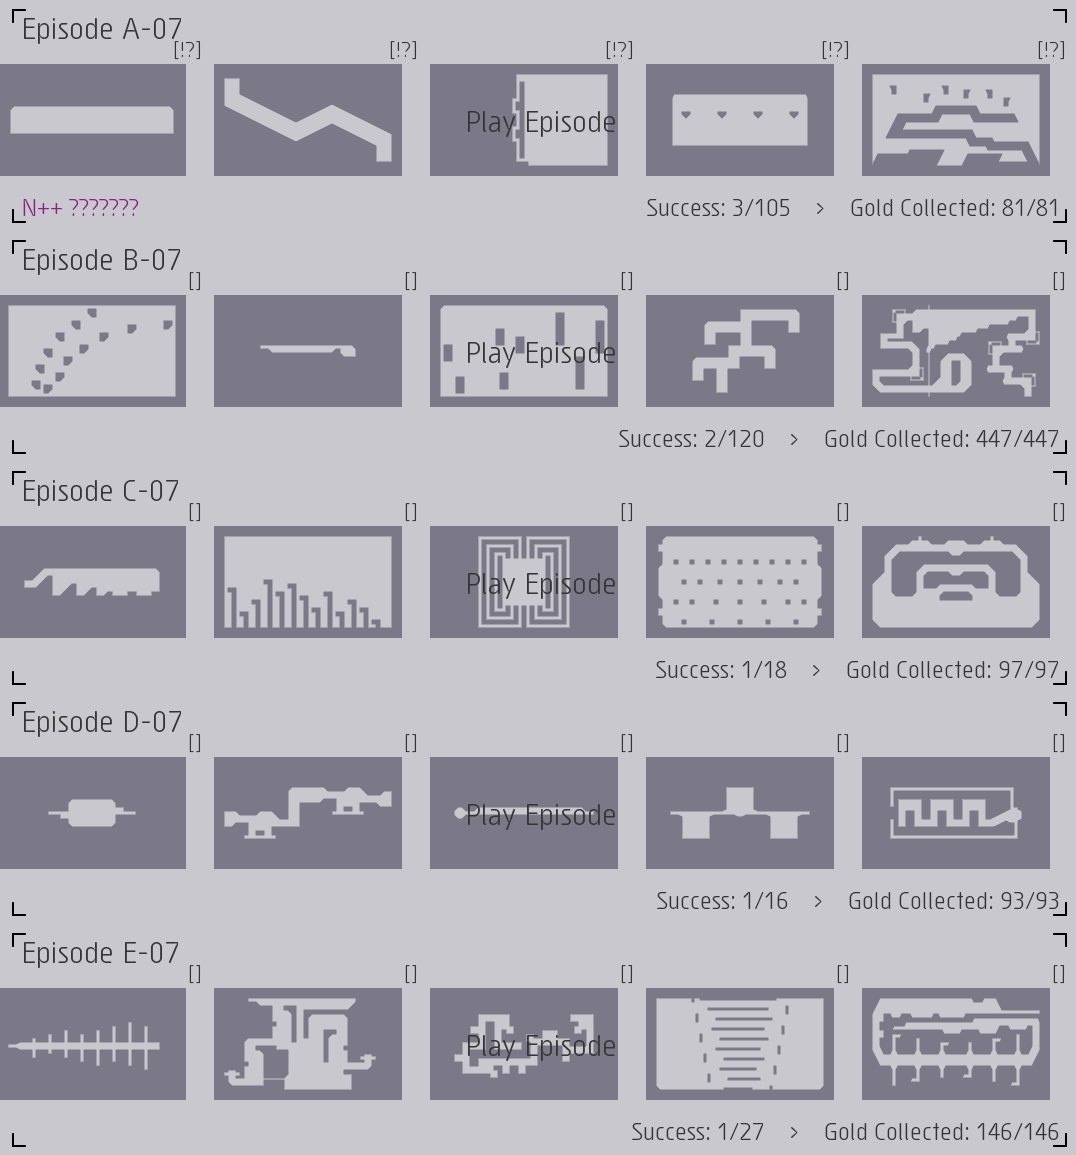 Episode A-07
[!?] [!?] [!?] [!?] [!?]
Play Episode
N++ ??????? Success: 3/105 > Gold Collected: 81/81
Episode B-07
[] [] [] [] []
Play Episode
Success: 2/120 > Gold Collected: 447/447
Episode C-07
[] [] [] [] []
Play Episode
Success: 1/18 > Gold Collected: 97/97
Episode D-07
[] [] [] [] []
Play Episode
Success: 1/16 > Gold Collected: 93/93
Episode E-07
[] [] [] [] []
Play Episode
Success: 1/27 > Gold Collected: 146/146